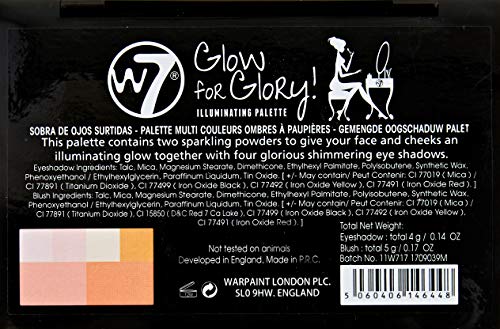 W7®
Glow
for Glory!
ILLUMINATING PALETTE
SOBRA DE OJOS SURTIDAS - PALETTE MULTI COULEURS OMBRES À PAUPIÈRES - GEMENGDE OOGSCHADUW PALET
This palette contains two sparkling powders to give your face and cheeks an
illuminating glow together with four glorious shimmering eye shadows.
Eyeshadow Ingredients: Talc, Mica, Magnesium Stearate, Dimethicone, Ethylhexyl Palmitate, Polyisobutene, Synthetic Wax,
Phenoxyethanol / Ethylhexylglycerin, Paraffinum Liquidum, Tin Oxide. [ +/- May contain/ Peut Contenir: CI 77019 ( Mica ) /
CI 77891 ( Titanium Dioxide ), CI 77499 ( Iron Oxide Black ) / CI 77492 ( Iron Oxide Yellow ), CI 77491 ( Iron Oxide Red ) ].
Blush Ingredients: Talc, Mica, Magnesium Stearate, Dimethicone, Ethylhexyl Palmitate, Polyisobutene, Synthetic Wax,
Phenoxyethanol / Ethylhexylglycerin, Paraffinum Liquidum, Tin Oxide. [ +/- May contain/ Peut Contenir: CI 77019 ( Mica ) /
CI 77891 ( Titanium Dioxide ), CI 15850 ( D&C Red 7 Ca Lake ), CI 77499 ( Iron Oxide Black ) / CI 77492 ( Iron Oxide Yellow ),
CI 77491 ( Iron Oxide Red ) ].
Not tested on animals
Developed in England, Made in P.R.C.
WARPAINT LONDON PLC.
SL0 9HW. ENGLAND
Total Net Weight:
Eyeshadow : total 4 g / 0.14 OZ
Blush : total 5 g / 0.17 OZ
Batch: 11W717 1709039M
5 060406 146448